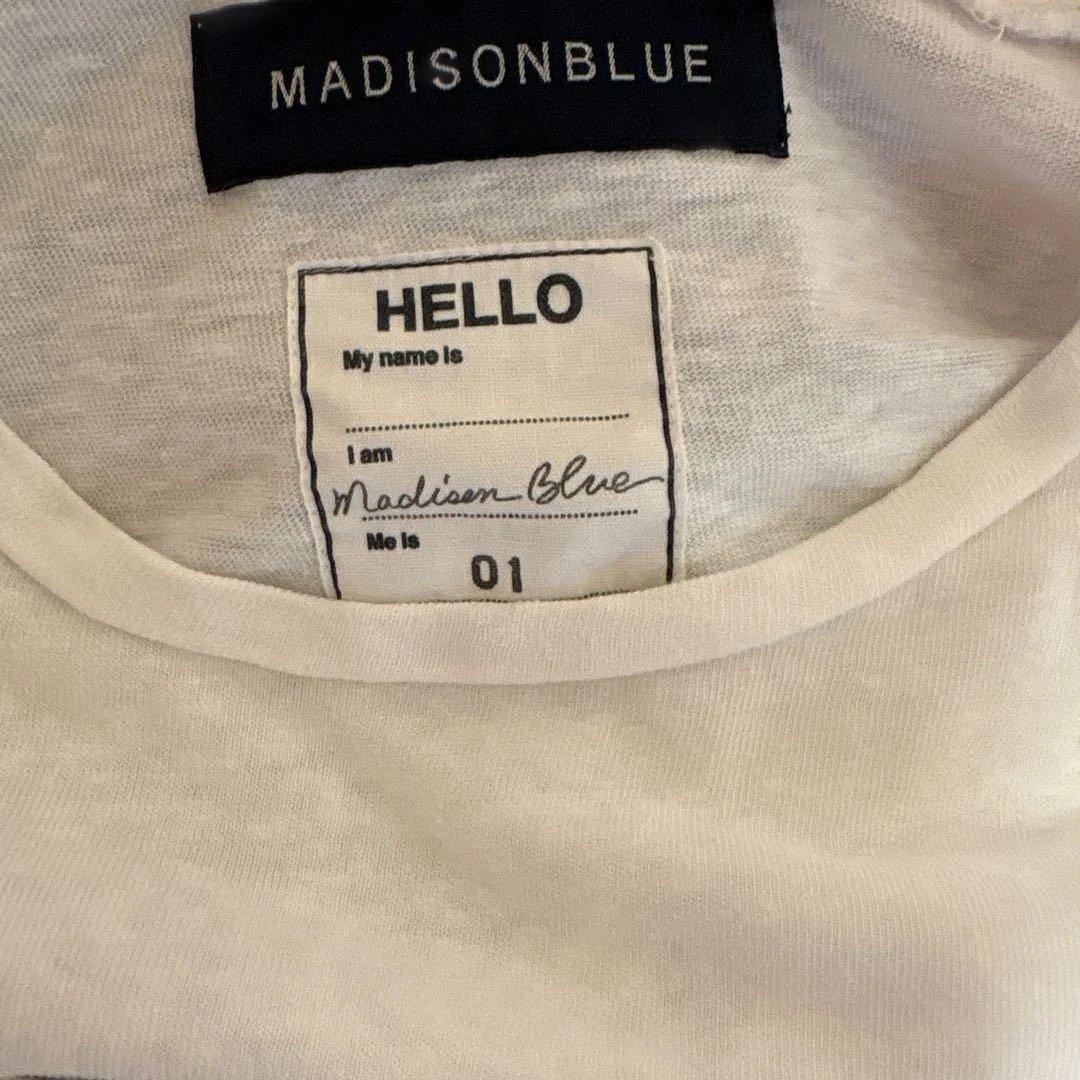 MADISONBLUE
HELLO
My name is
I am
Madison Blue
Me is
01